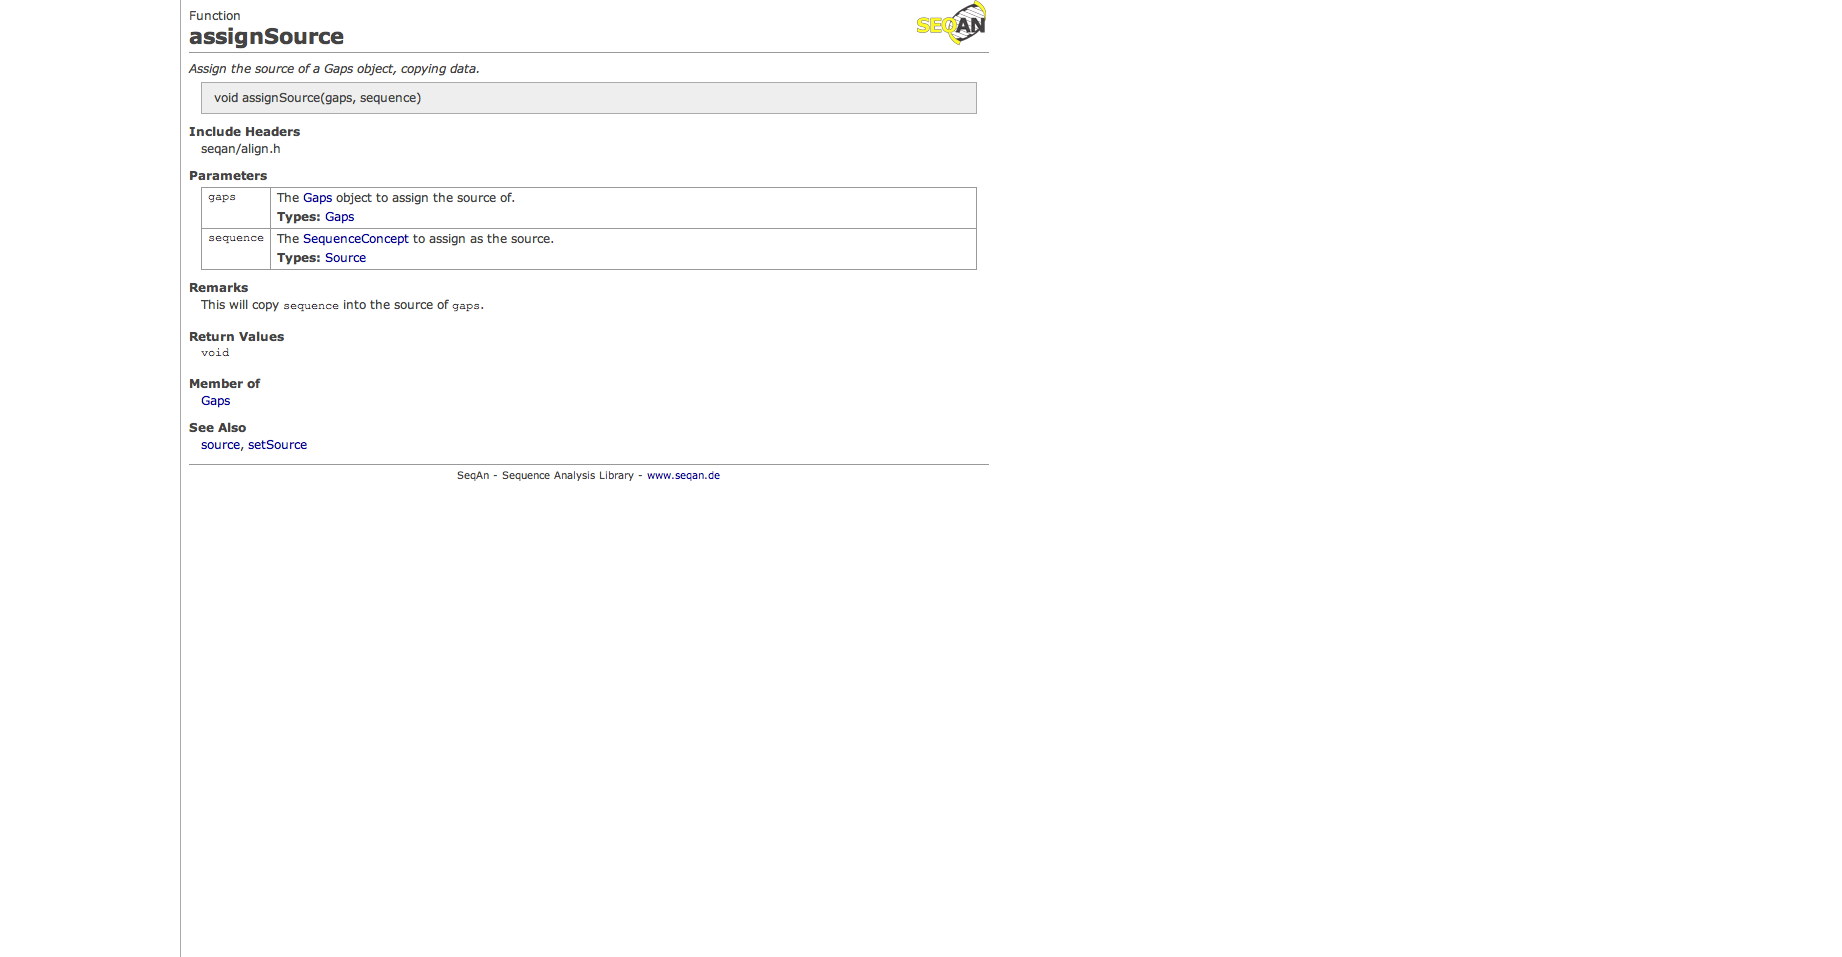 Function
SEQAN
assignSource
Assign the source of a Gaps object, copying data.
void assignSource(gaps, sequence)
Include Headers
seqan/align.h
Parameters
gaps The Gaps object to assign the source of.
Types: Gaps
sequence The SequenceConcept to assign as the source.
Types: Source
Remarks
This will copy sequence into the source of gaps.
Return Values
void
Member of
Gaps
See Also
source, setSource
SeqAn - Sequence Analysis Library - www.seqan.de